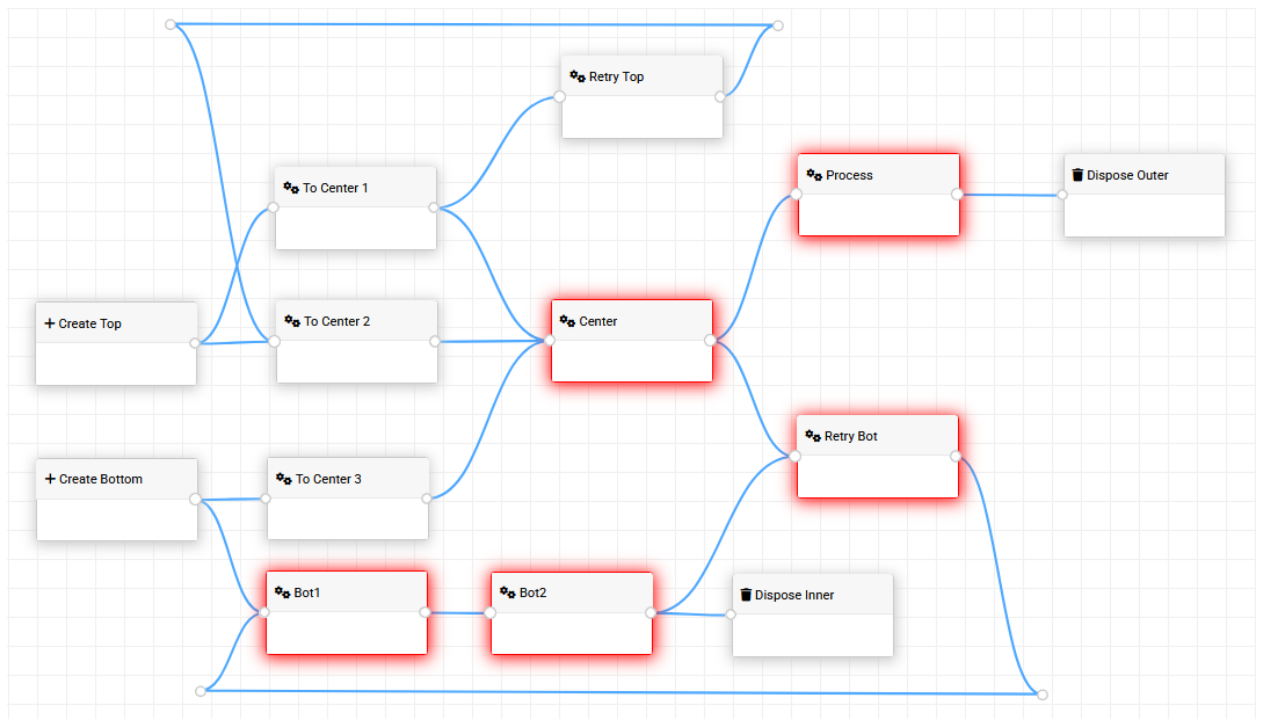 Retry Top
Process
Dispose Outer
To Center 1
Create Top
To Center 2
Center
Retry Bot
Create Bottom
To Center 3
Bot1
Bot2
Dispose Inner